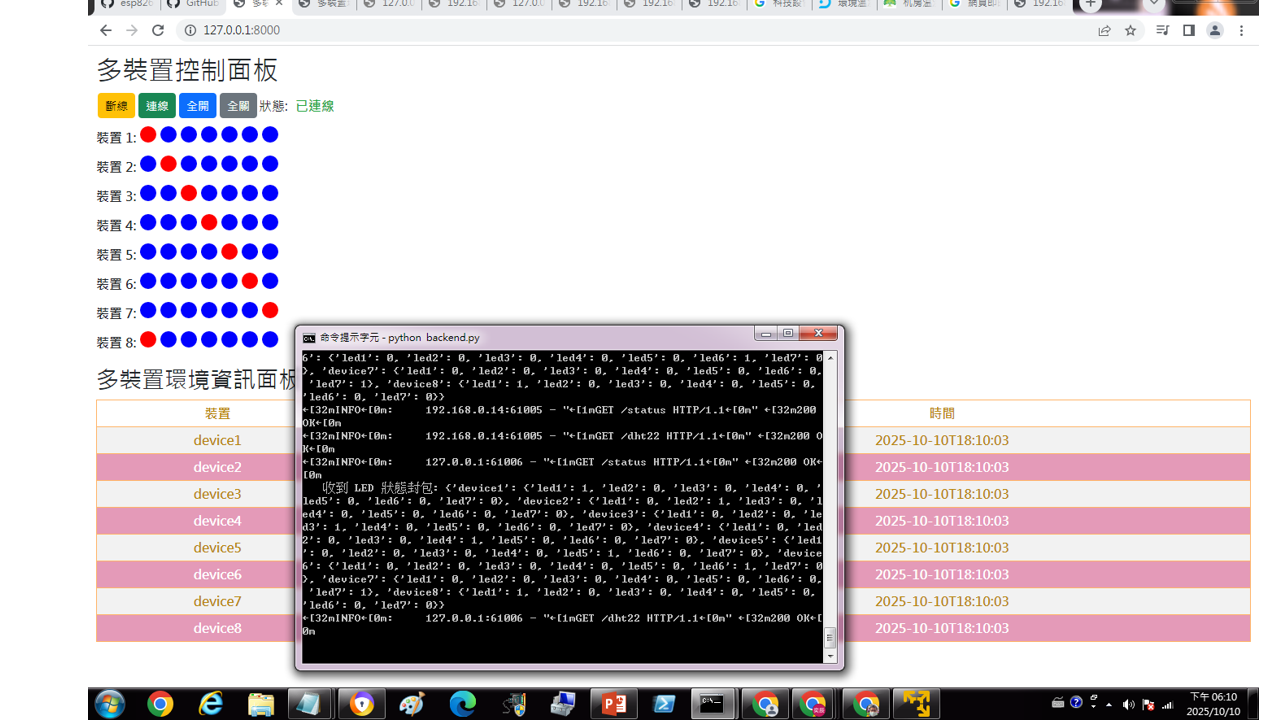 esp826
GitHub
多裝
多裝置
127.0.
192.16
127.0.
192.16
192.16
192.16
科技設
環境溫
机房温
網頁即
192.16
127.0.0.1:8000
多裝置控制面板
斷線 連線 全開 全關 狀態: 已連線
裝置 1:
裝置 2:
裝置 3:
裝置 4:
裝置 5:
裝置 6:
裝置 7:
裝置 8:
多裝置環境資訊面板
裝置 時間
device1 2025-10-10T18:10:03
device2 2025-10-10T18:10:03
device3 2025-10-10T18:10:03
device4 2025-10-10T18:10:03
device5 2025-10-10T18:10:03
device6 2025-10-10T18:10:03
device7 2025-10-10T18:10:03
device8 2025-10-10T18:10:03
命令提示字元 - python backend.py
6': {'led1': 0, 'led2': 0, 'led3': 0, 'led4': 0, 'led5': 0, 'led6': 1, 'led7': 0
}, 'device7': {'led1': 0, 'led2': 0, 'led3': 0, 'led4': 0, 'led5': 0, 'led6': 0,
'led7': 1}, 'device8': {'led1': 1, 'led2': 0, 'led3': 0, 'led4': 0, 'led5': 0,
'led6': 0, 'led7': 0}}
←[32mINFO←[0m: 192.168.0.14:61005 - "←[1mGET /status HTTP/1.1←[0m" ←[32m200
OK←[0m
←[32mINFO←[0m: 192.168.0.14:61005 - "←[1mGET /dht22 HTTP/1.1←[0m" ←[32m200 O
K←[0m
←[32mINFO←[0m: 127.0.0.1:61006 - "←[1mGET /status HTTP/1.1←[0m" ←[32m200 OK←
[0m
收到 LED 狀態封包: {'device1': {'led1': 1, 'led2': 0, 'led3': 0, 'led4': 0, '
led5': 0, 'led6': 0, 'led7': 0}, 'device2': {'led1': 0, 'led2': 1, 'led3': 0, 'l
ed4': 0, 'led5': 0, 'led6': 0, 'led7': 0}, 'device3': {'led1': 0, 'led2': 0, 'le
d3': 1, 'led4': 0, 'led5': 0, 'led6': 0, 'led7': 0}, 'device4': {'led1': 0, 'led
2': 0, 'led3': 0, 'led4': 1, 'led5': 0, 'led6': 0, 'led7': 0}, 'device5': {'led1
': 0, 'led2': 0, 'led3': 0, 'led4': 0, 'led5': 1, 'led6': 0, 'led7': 0}, 'device
6': {'led1': 0, 'led2': 0, 'led3': 0, 'led4': 0, 'led5': 0, 'led6': 1, 'led7': 0
}, 'device7': {'led1': 0, 'led2': 0, 'led3': 0, 'led4': 0, 'led5': 0, 'led6': 0,
'led7': 1}, 'device8': {'led1': 1, 'led2': 0, 'led3': 0, 'led4': 0, 'led5': 0,
'led6': 0, 'led7': 0}}
←[32mINFO←[0m: 127.0.0.1:61006 - "←[1mGET /dht22 HTTP/1.1←[0m" ←[32m200 OK←[
0m
下午 06:10
2025/10/10